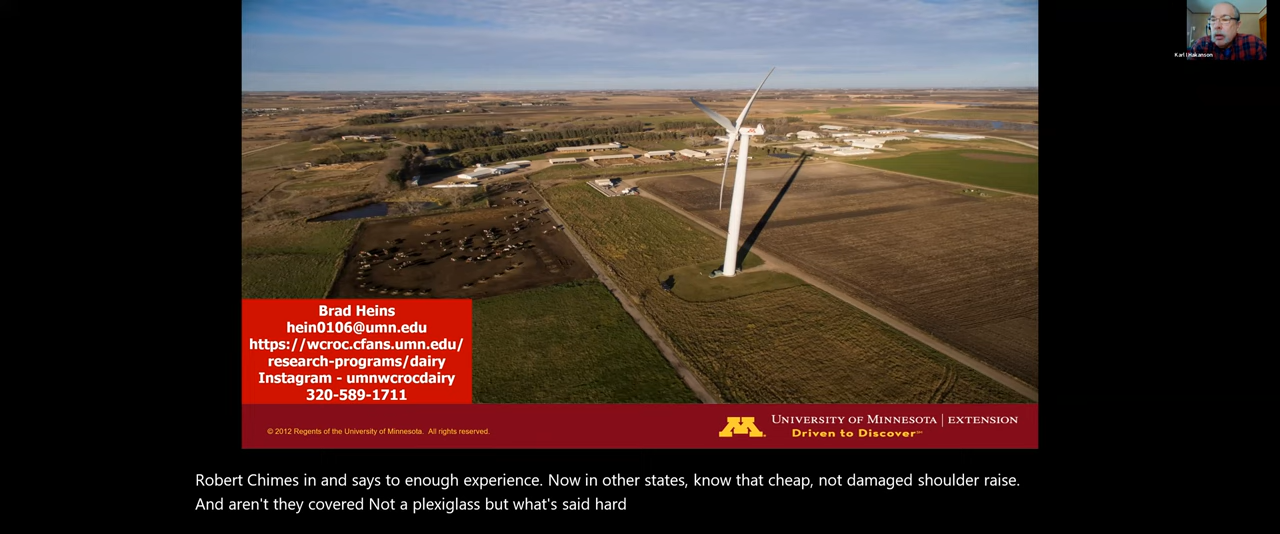 Karl I Hakanson
Brad Heins
hein0106@umn.edu
https://wcroc.cfans.umn.edu/
research-programs/dairy
Instagram - umnwcrocdairy
320-589-1711
© 2012 Regents of the University of Minnesota. All rights reserved.
UNIVERSITY OF MINNESOTA | EXTENSION
Driven to Discover℠
Robert Chimes in and says to enough experience. Now in other states, know that cheap, not damaged shoulder raise.
And aren't they covered Not a plexiglass but what's said hard